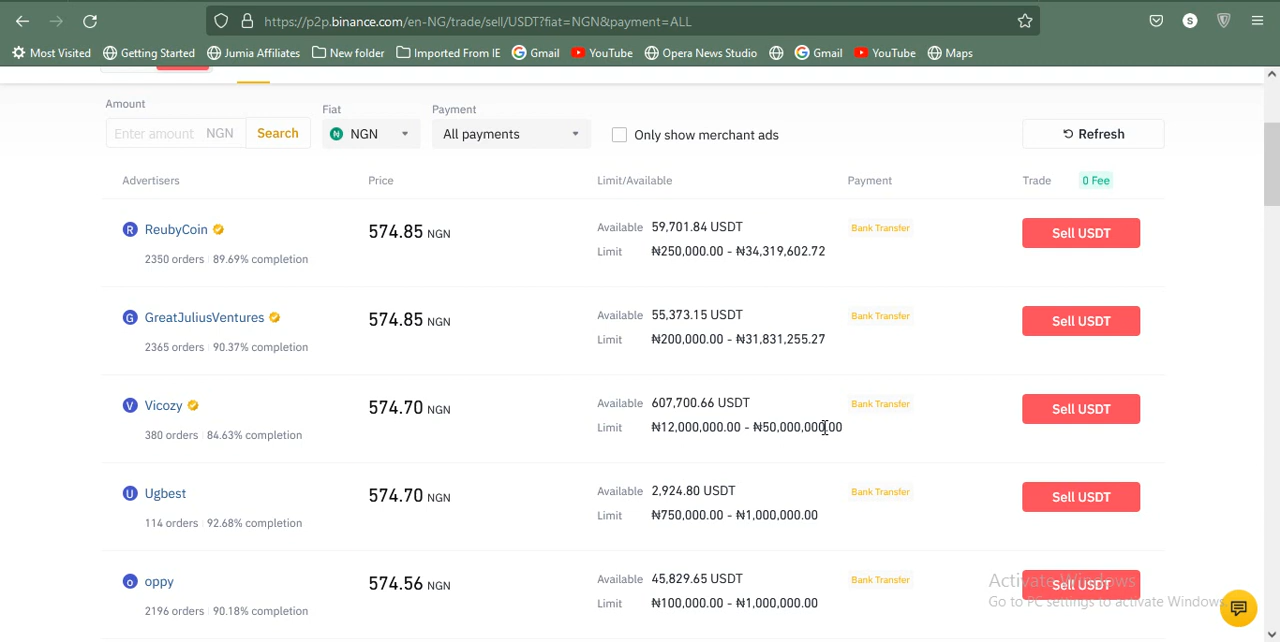 https://p2p.binance.com/en-NG/trade/sell/USDT?fiat=NGN&payment=ALL
S
Most Visited Getting Started Jumia Affiliates New folder Imported From IE Gmail YouTube Opera News Studio Gmail YouTube Maps
Amount Fiat Payment
Enter amount NGN Search N NGN All payments Only show merchant ads Refresh
Advertisers Price Limit/Available Payment Trade 0 Fee
R ReubyCoin 574.85 NGN Available 59,701.84 USDT Bank Transfer Sell USDT
2350 orders 89.69% completion Limit ₦250,000.00 - ₦34,319,602.72
G GreatJuliusVentures 574.85 NGN Available 55,373.15 USDT Bank Transfer Sell USDT
2365 orders 90.37% completion Limit ₦200,000.00 - ₦31,831,255.27
V Vicozy 574.70 NGN Available 607,700.66 USDT Bank Transfer Sell USDT
380 orders 84.63% completion Limit ₦12,000,000.00 - ₦50,000,000.00
U Ugbest 574.70 NGN Available 2,924.80 USDT Bank Transfer Sell USDT
114 orders 92.68% completion Limit ₦750,000.00 - ₦1,000,000.00
o oppy 574.56 NGN Available 45,829.65 USDT Bank Transfer Sell USDT
2196 orders 90.18% completion Limit ₦100,000.00 - ₦1,000,000.00
Activate Windows
Go to PC settings to activate Windows.